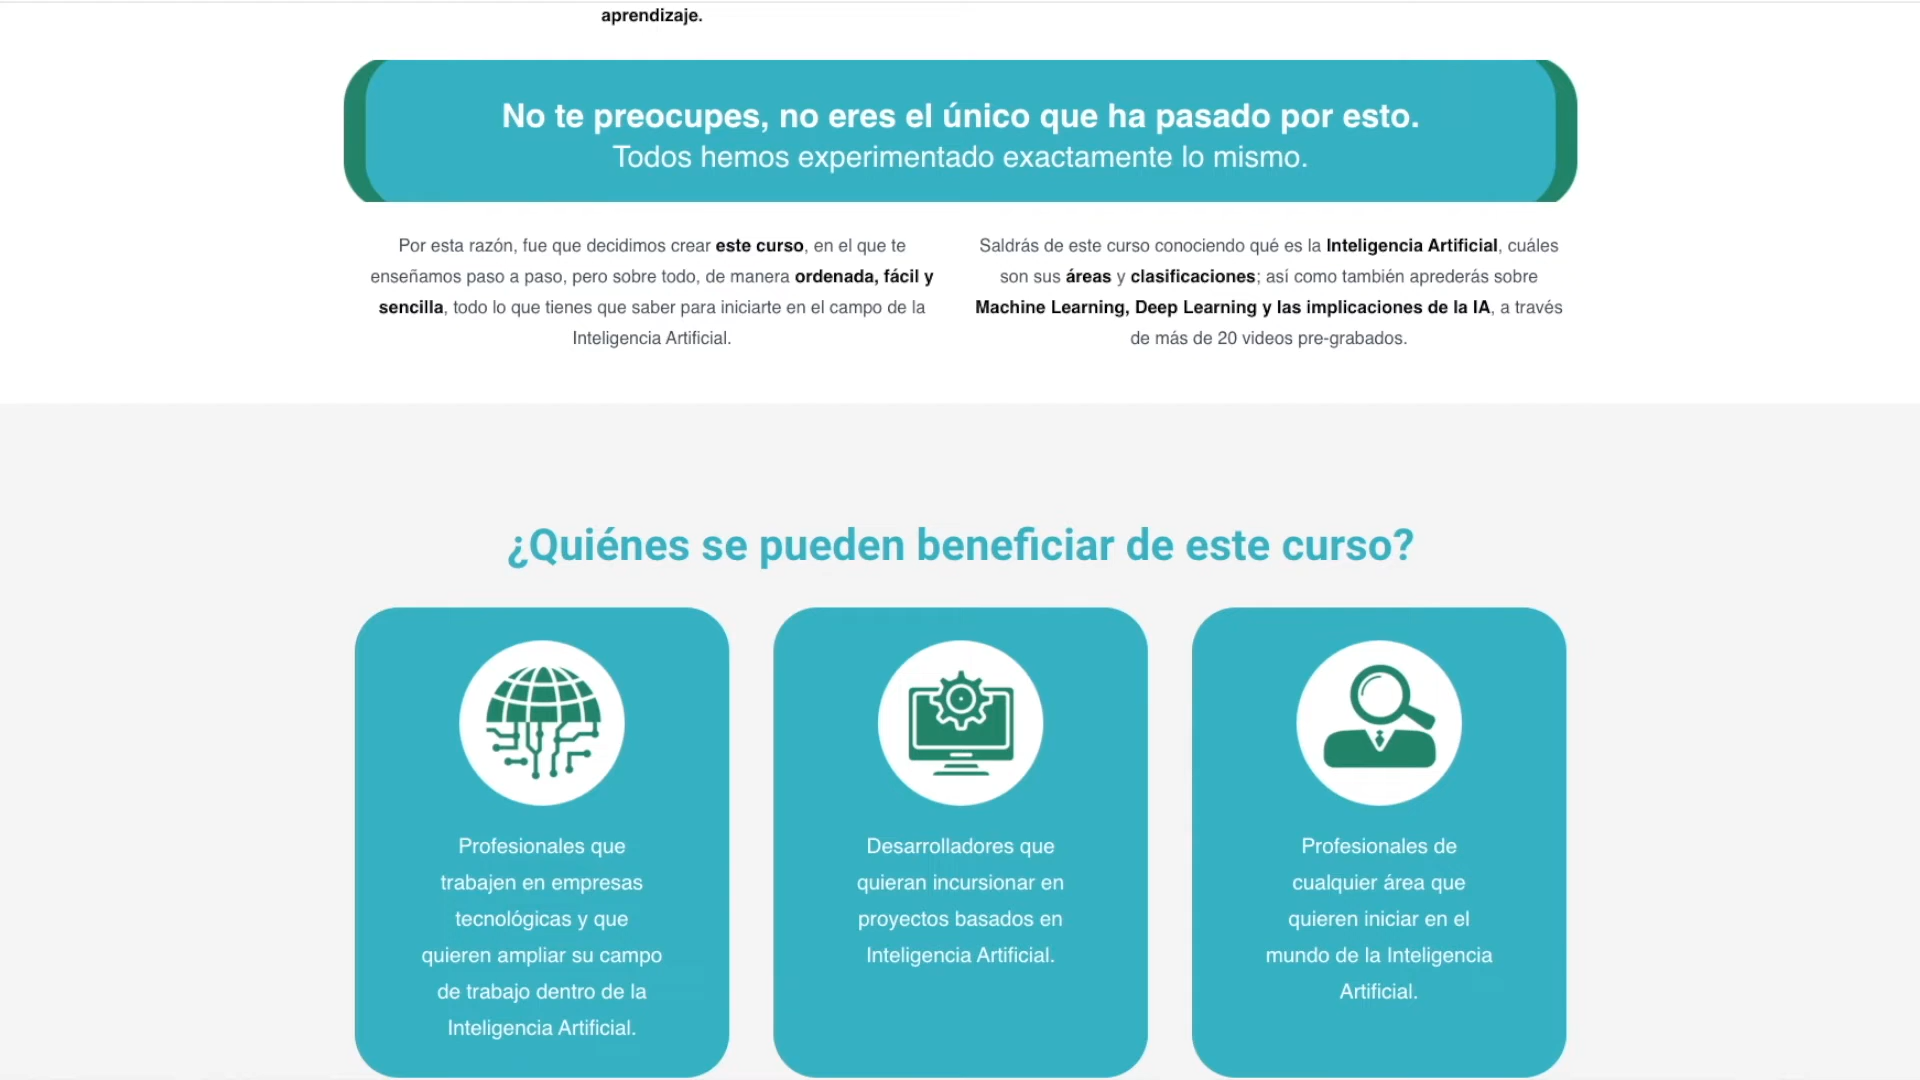 aprendizaje.
No te preocupes, no eres el único que ha pasado por esto.
Todos hemos experimentado exactamente lo mismo.
Por esta razón, fue que decidimos crear este curso, en el que te
enseñamos paso a paso, pero sobre todo, de manera ordenada, fácil y
sencilla, todo lo que tienes que saber para iniciarte en el campo de la
Inteligencia Artificial.
Saldrás de este curso conociendo qué es la Inteligencia Artificial, cuáles
son sus áreas y clasificaciones; así como también aprederás sobre
Machine Learning, Deep Learning y las implicaciones de la IA, a través
de más de 20 videos pre-grabados.
¿Quiénes se pueden beneficiar de este curso?
Profesionales que
trabajen en empresas
tecnológicas y que
quieren ampliar su campo
de trabajo dentro de la
Inteligencia Artificial.
Desarrolladores que
quieran incursionar en
proyectos basados en
Inteligencia Artificial.
Profesionales de
cualquier área que
quieren iniciar en el
mundo de la Inteligencia
Artificial.